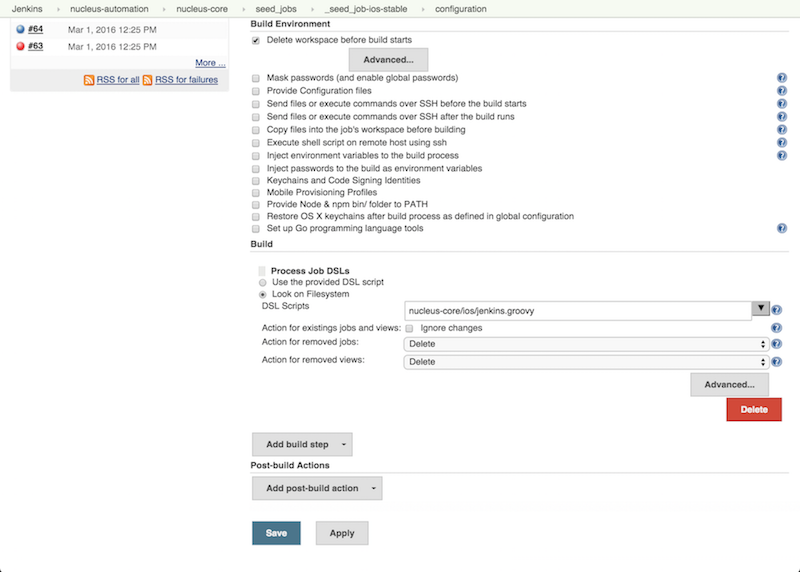 Jenkins › nucleus-automation › nucleus-core › seed_jobs › _seed_job-ios-stable › configuration
#64 Mar 1, 2016 12:25 PM
#63 Mar 1, 2016 12:25 PM
More ...
RSS for all RSS for failures
Build Environment
Delete workspace before build starts
Advanced...
Mask passwords (and enable global passwords)
Provide Configuration files
Send files or execute commands over SSH before the build starts
Send files or execute commands over SSH after the build runs
Copy files into the job's workspace before building
Execute shell script on remote host using ssh
Inject environment variables to the build process
Inject passwords to the build as environment variables
Keychains and Code Signing Identities
Mobile Provisioning Profiles
Provide Node & npm bin/ folder to PATH
Restore OS X keychains after build process as defined in global configuration
Set up Go programming language tools
Build
Process Job DSLs
Use the provided DSL script
Look on Filesystem
DSL Scripts nucleus-core/ios/jenkins.groovy
Action for existings jobs and views: Ignore changes
Action for removed jobs: Delete
Action for removed views: Delete
Advanced...
Delete
Add build step
Post-build Actions
Add post-build action
Save Apply